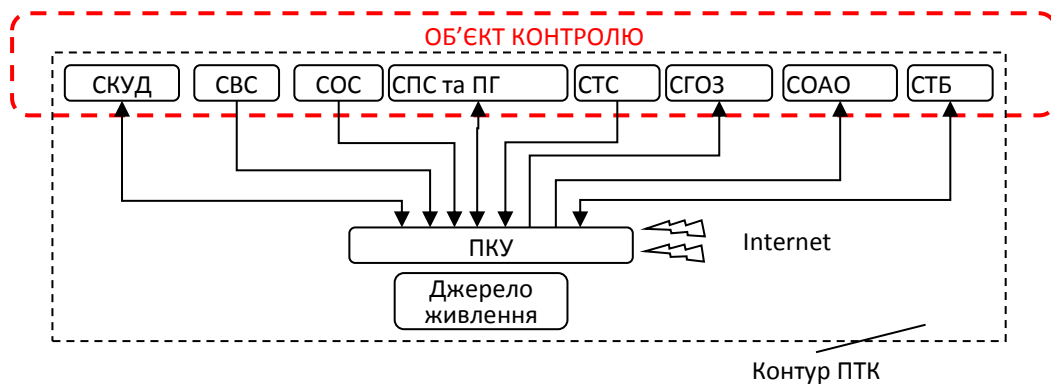 ОБ’ЄКТ КОНТРОЛЮ
СКУД
СВС
СОС
СПС та ПГ
СТС
СГОЗ
СОАО
СТБ
ПКУ
Internet
Джерело
живлення
Контур ПТК